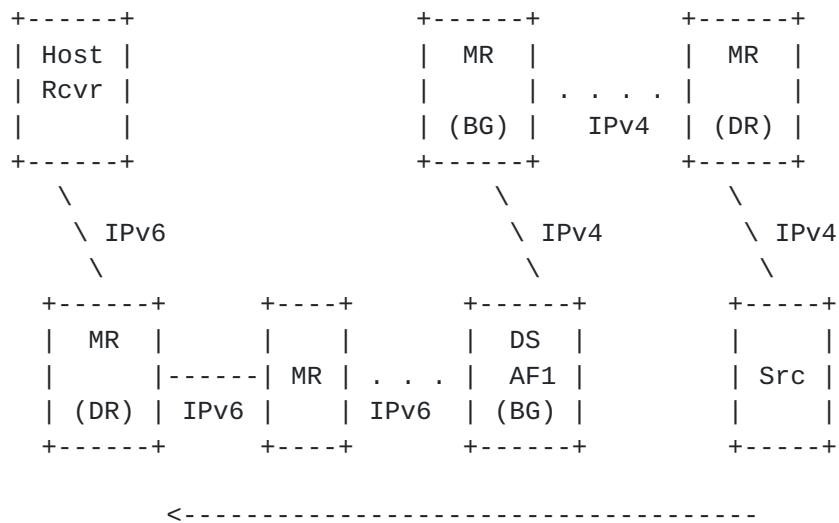 Host MR MR
Rcvr . . . .
(BG) IPv4 (DR)
IPv6 IPv4 IPv4
MR DS
MR . . . AF1 Src
(DR) IPv6 IPv6 (BG)